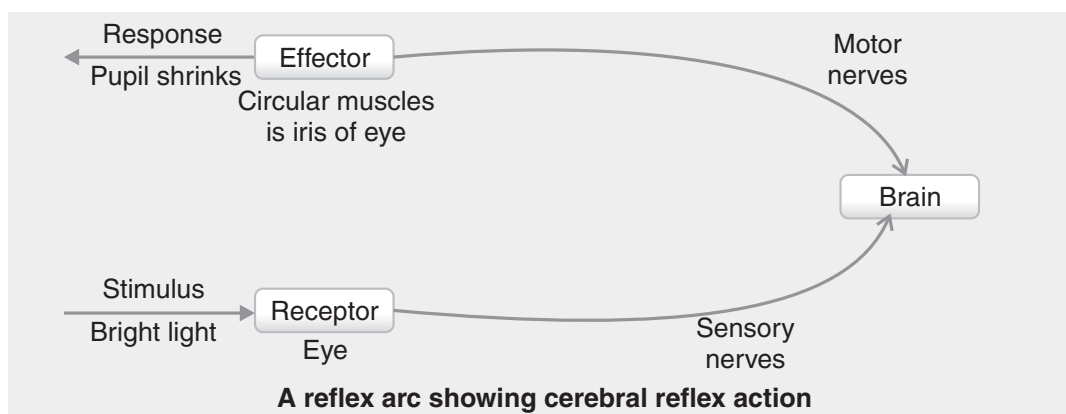 Response
Pupil shrinks
Effector
Circular muscles
is iris of eye
Motor
nerves
Brain
Stimulus
Bright light
Receptor
Eye
Sensory
nerves
A reflex arc showing cerebral reflex action